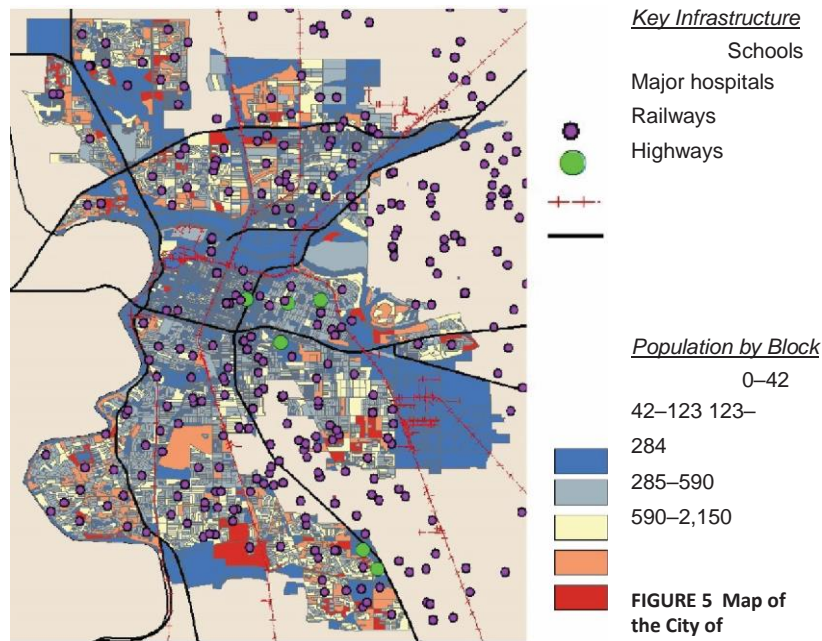 Key Infrastructure
Schools
Major hospitals
Railways
Highways
Population by Block
0–42
42–123 123–
284
285–590
590–2,150
FIGURE 5 Map of
the City of